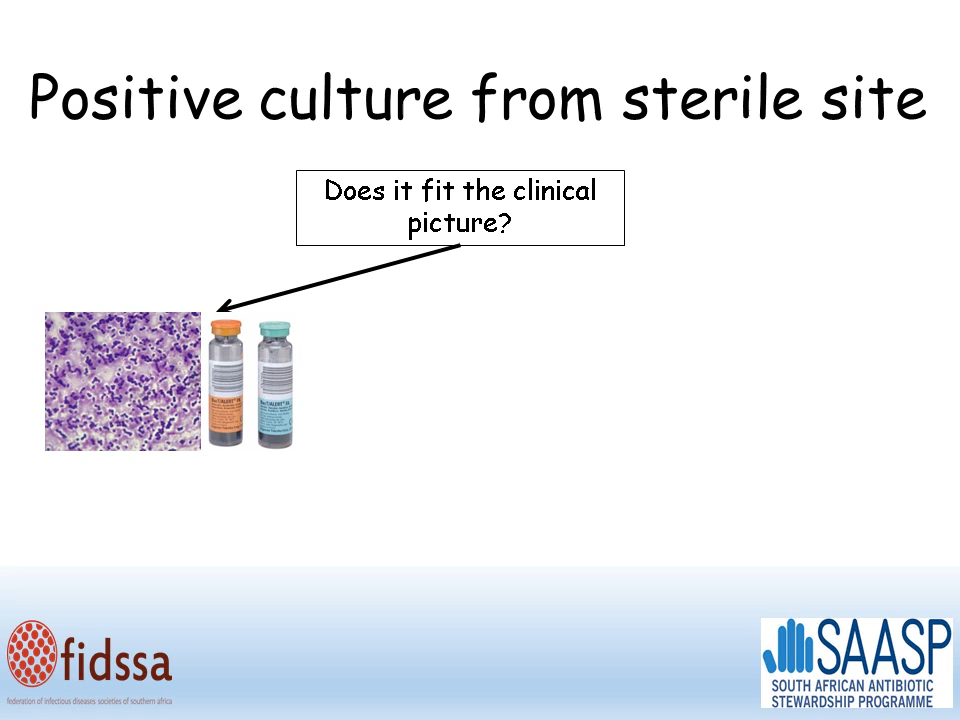 Positive culture from sterile site
Does it fit the clinical
picture?
fidssa
federation of infectious diseases societies of southern africa
SAASP
SOUTH AFRICAN ANTIBIOTIC
STEWARDSHIP PROGRAMME